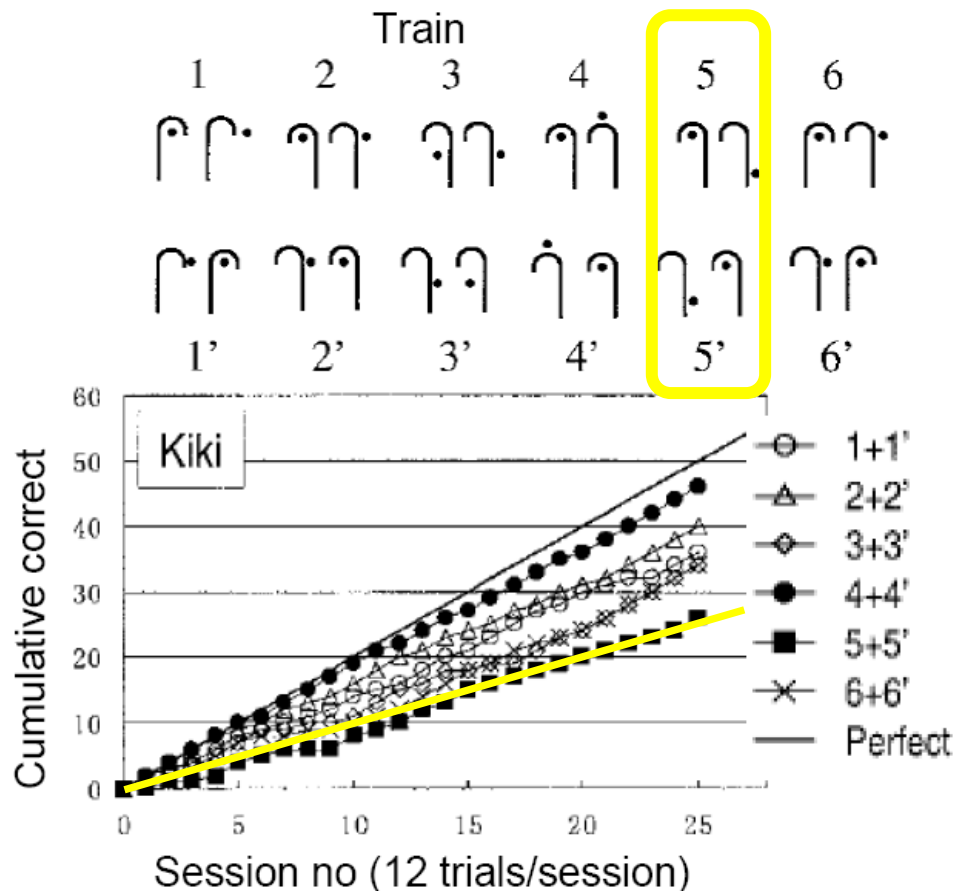 Train
1 2 3 4 5 6
1' 2' 3' 4' 5' 6'
Kiki
Cumulative correct
60
50
40
30
20
10
0
0 5 10 15 20 25
Session no (12 trials/session)
1+1'
2+2'
3+3'
4+4'
5+5'
6+6'
Perfect